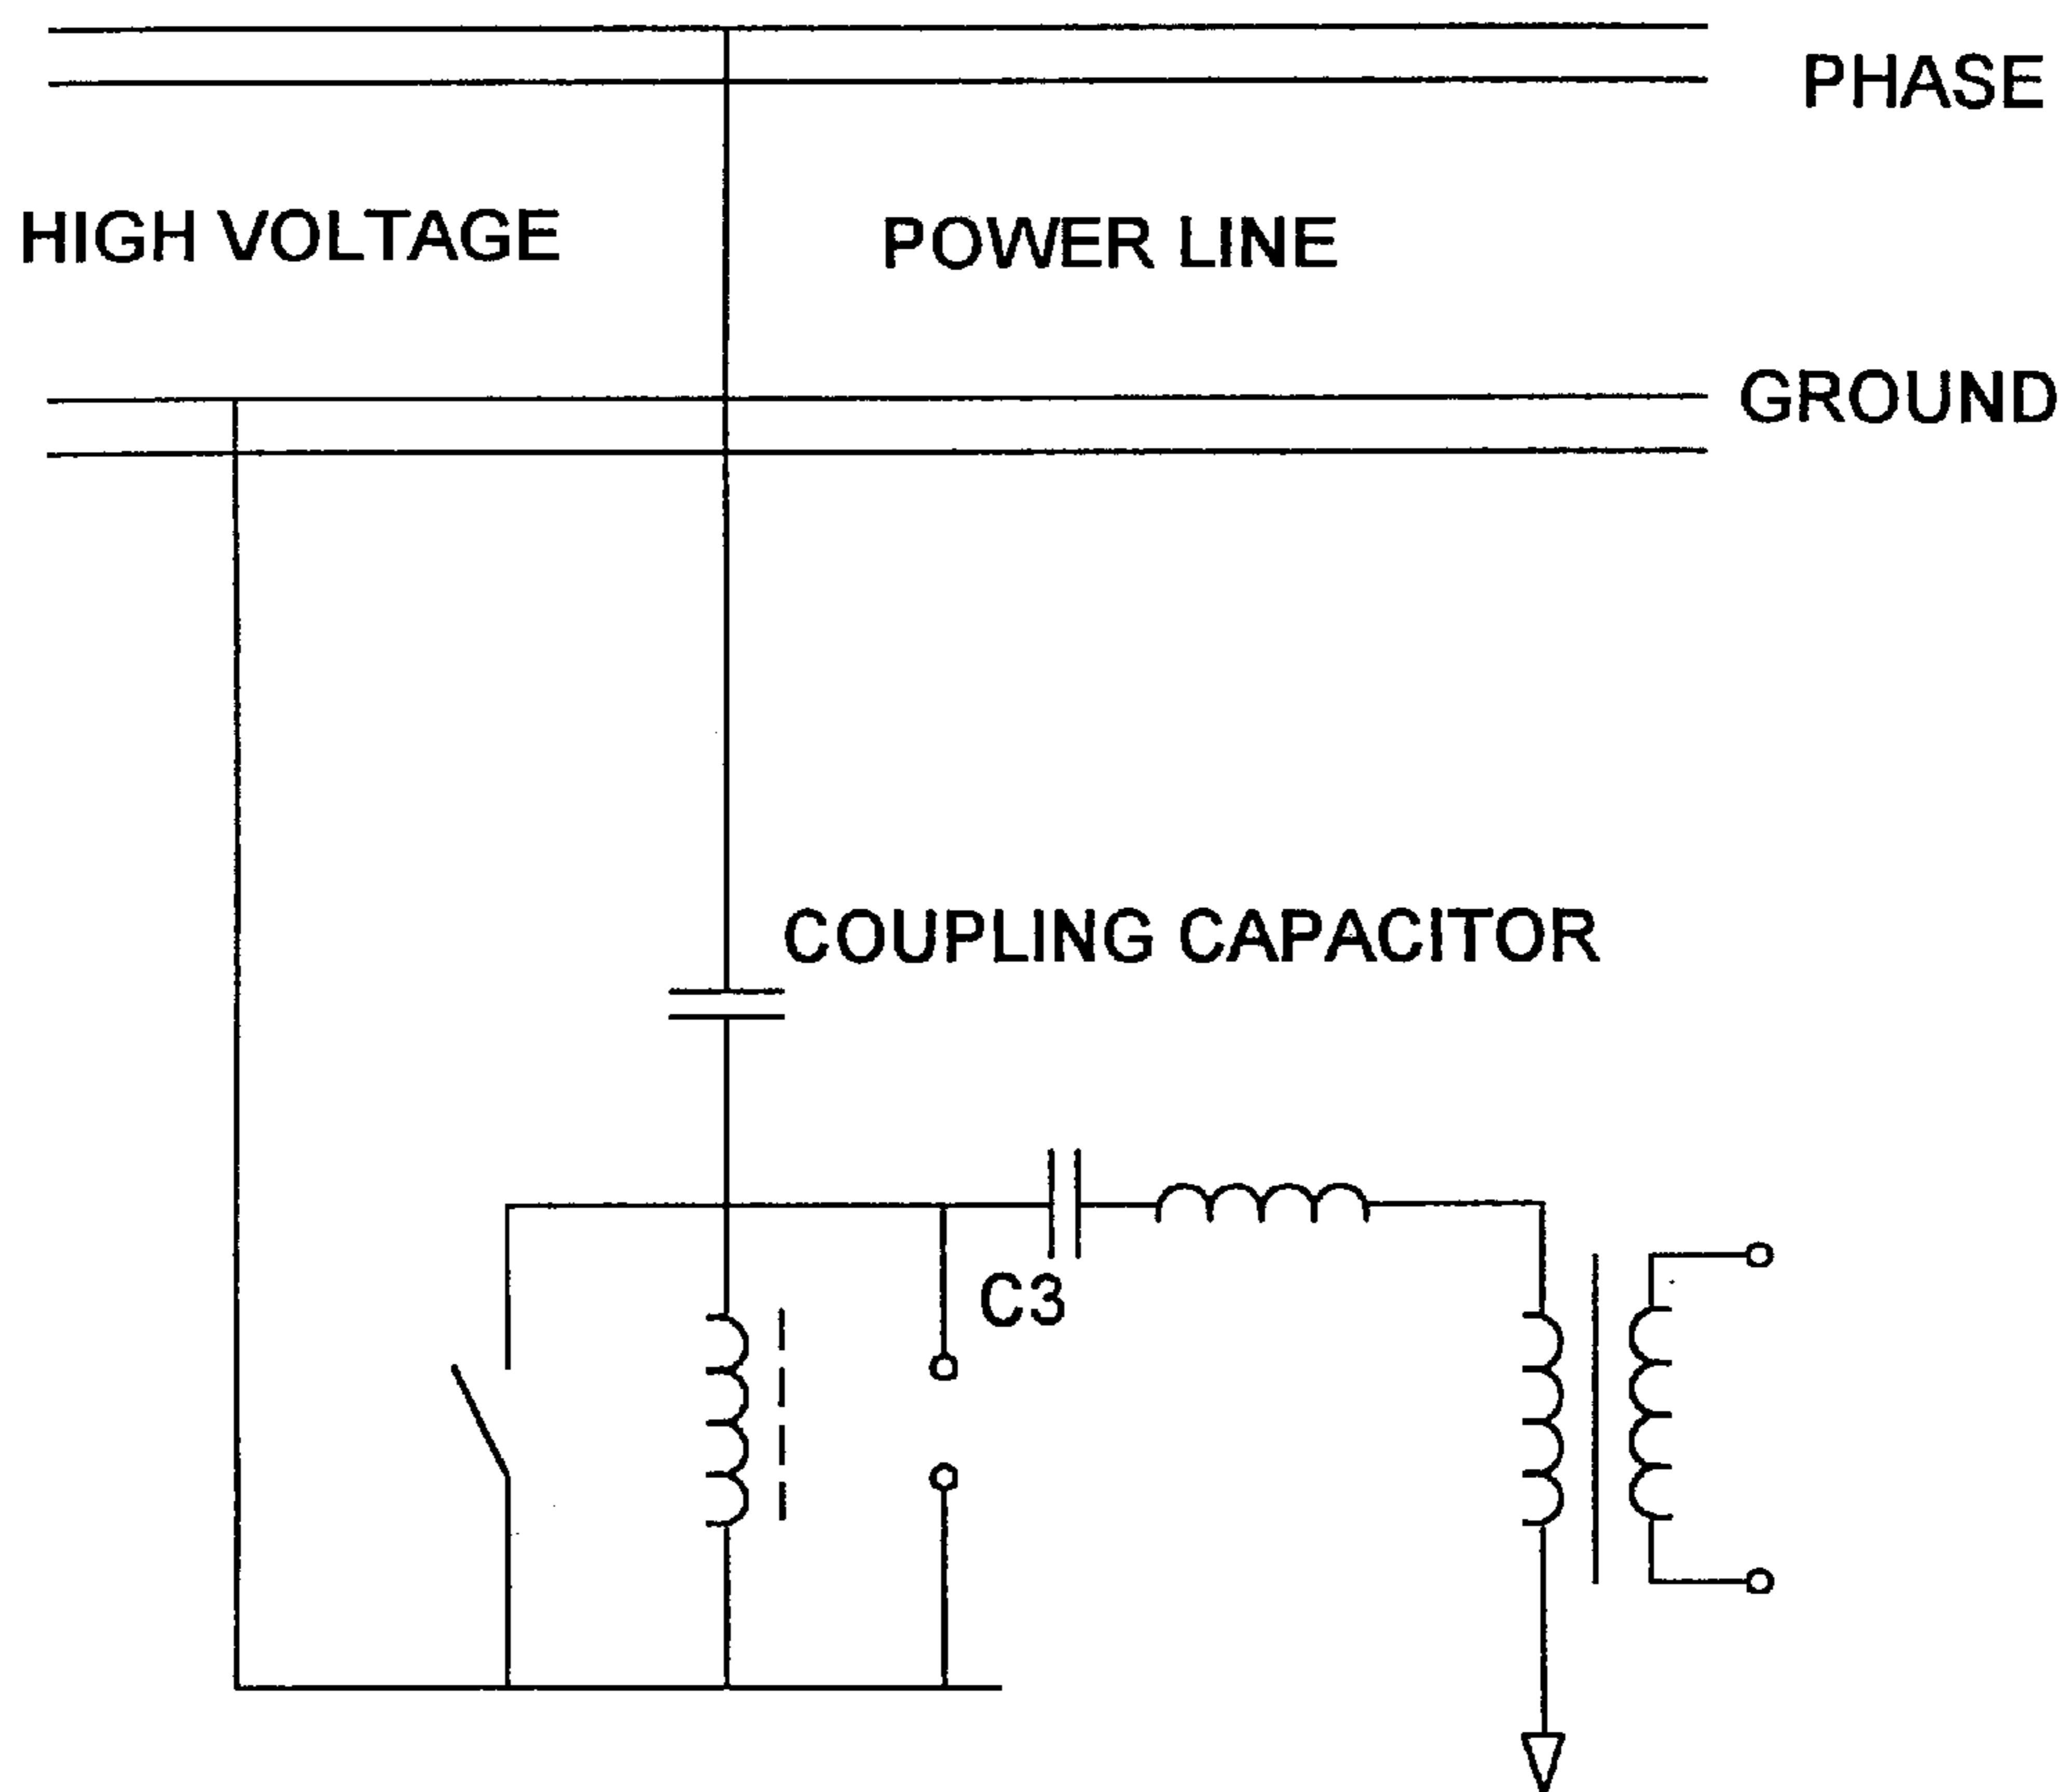 PHASE
HIGH VOLTAGE
POWER LINE
GROUND
COUPLING CAPACITOR
C3